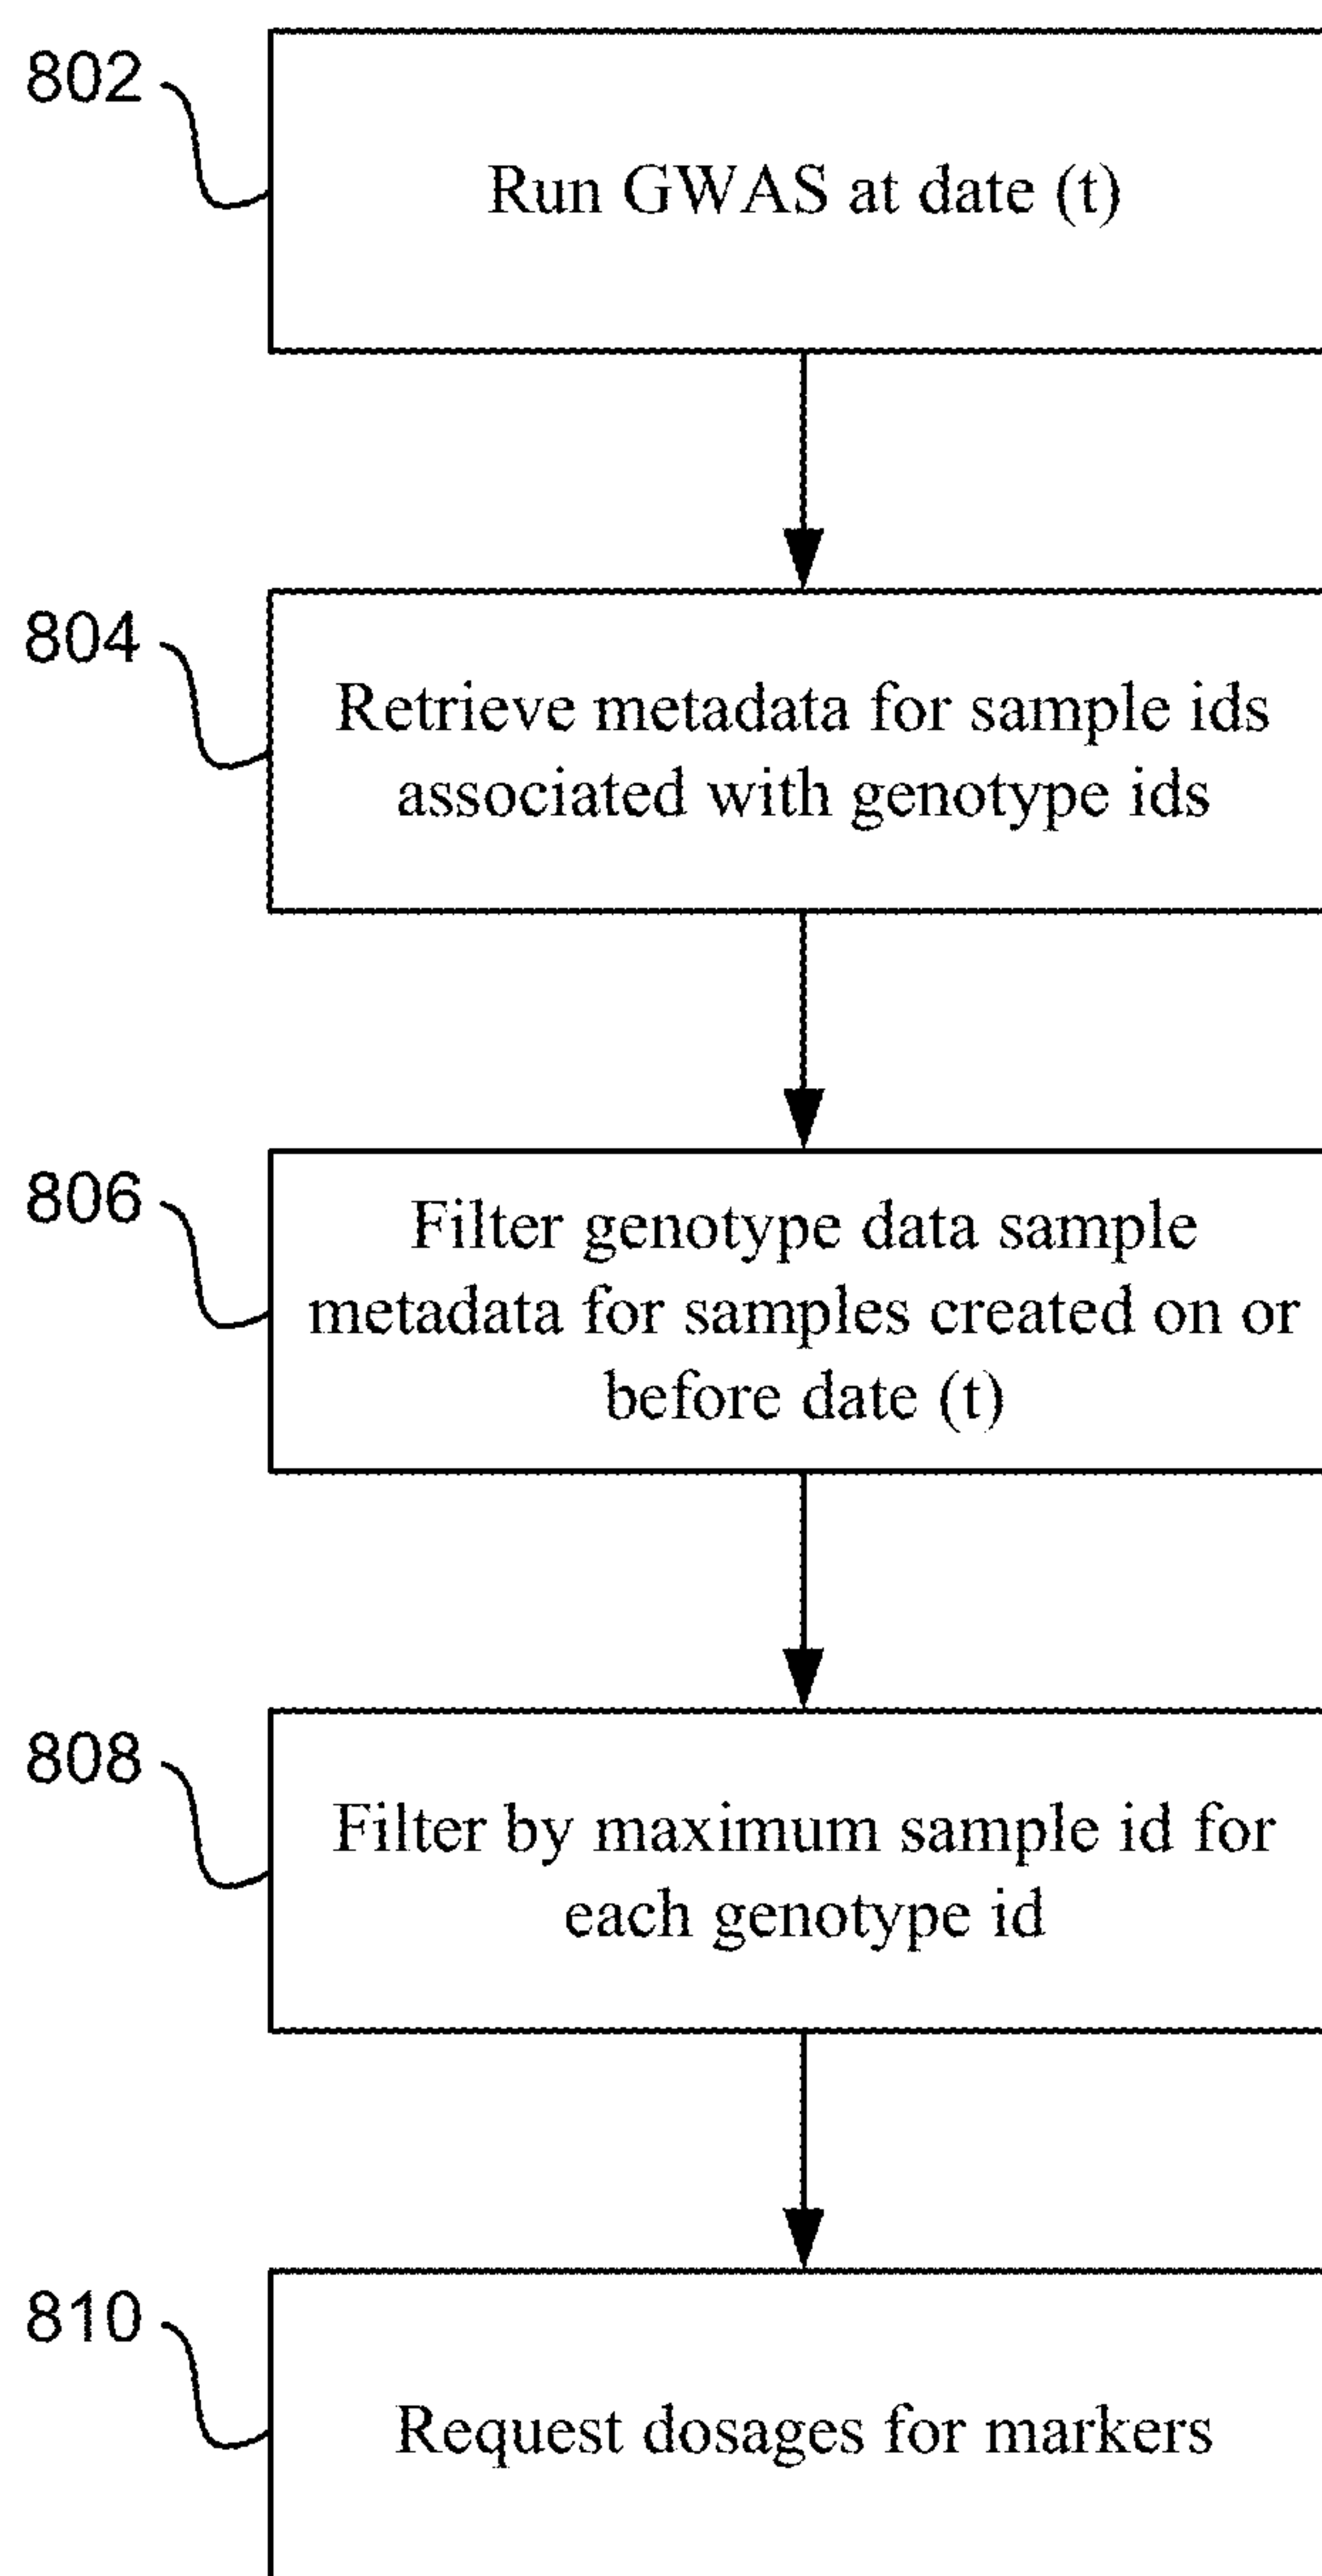 802
Run GWAS at date (t)
804
Retrieve metadata for sample ids
associated with genotype ids
806
Filter genotype data sample
metadata for samples created on or
before date (t)
808
Filter by maximum sample id for
each genotype id
810
Request dosages for markers